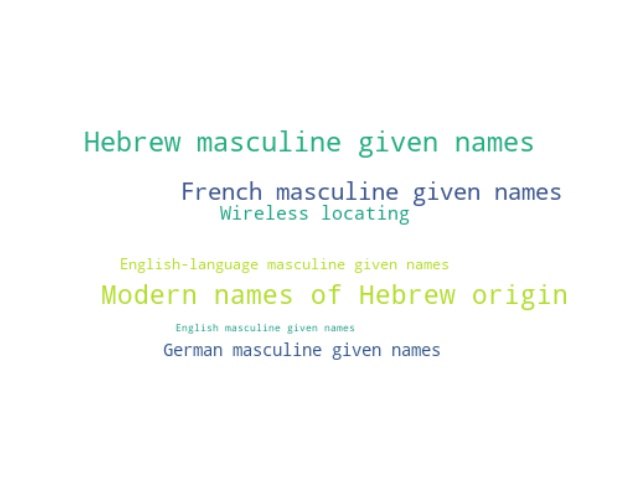 Hebrew masculine given names
French masculine given names
Wireless locating
English-language masculine given names
Modern names of Hebrew origin
English masculine given names
German masculine given names